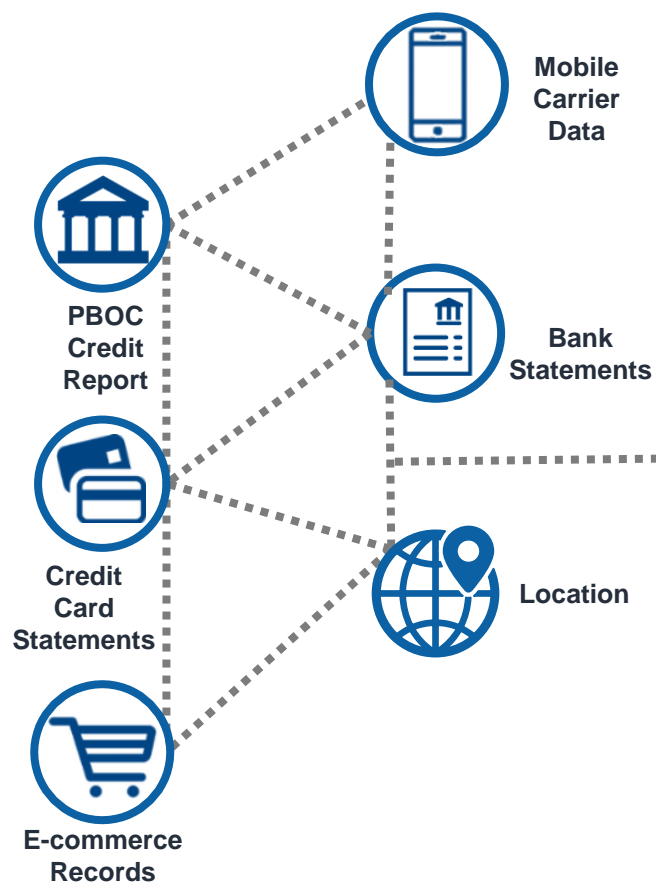 Mobile
Carrier
Data
PBOC
Credit
Report
Bank
Statements
Credit
Card
Statements
Location
E-commerce
Records